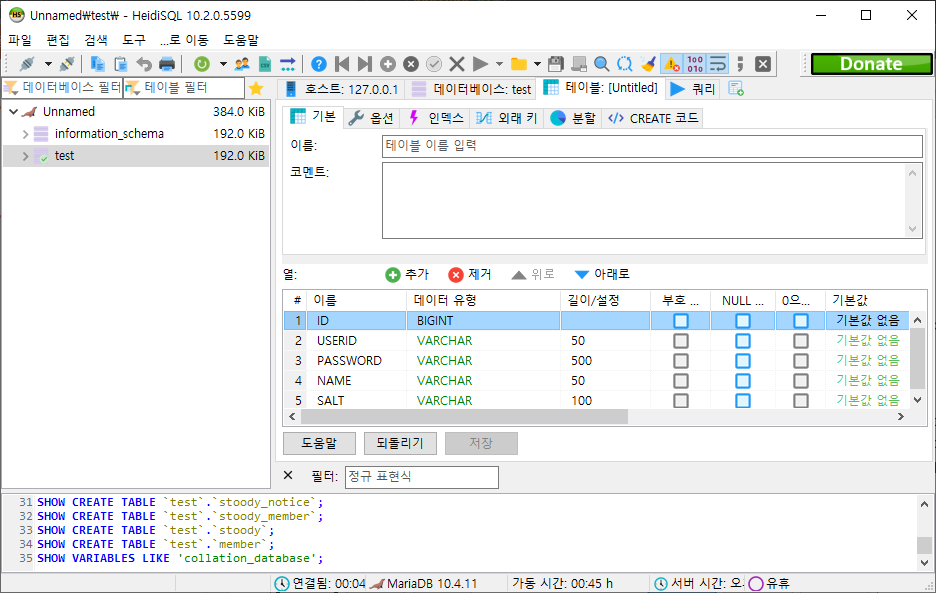 Unnamed₩test₩ - HeidiSQL 10.2.0.5599
파일 편집 검색 도구 ...로 이동 도움말
Donate
데이터베이스 필터 테이블 필터
호스트: 127.0.0.1 데이터베이스: test 테이블: [Untitled] 쿼리
Unnamed 384.0 KiB
information_schema 192.0 KiB
test 192.0 KiB
기본 옵션 인덱스 외래 키 분할 CREATE 코드
이름: 테이블 이름 입력
코멘트:
열: 추가 제거 위로 아래로
# 이름 데이터 유형 길이/설정 부호 ... NULL ... 0으... 기본값
1 ID BIGINT 기본값 없음
2 USERID VARCHAR 50 기본값 없음
3 PASSWORD VARCHAR 500 기본값 없음
4 NAME VARCHAR 50 기본값 없음
5 SALT VARCHAR 100 기본값 없음
도움말 되돌리기 저장
필터: 정규 표현식
31 SHOW CREATE TABLE `test`.`stoody_notice`;
32 SHOW CREATE TABLE `test`.`stoody_member`;
33 SHOW CREATE TABLE `test`.`stoody`;
34 SHOW CREATE TABLE `test`.`member`;
35 SHOW VARIABLES LIKE 'collation_database';
연결됨: 00:04 MariaDB 10.4.11 가동 시간: 00:45 h 서버 시간: 오 유휴